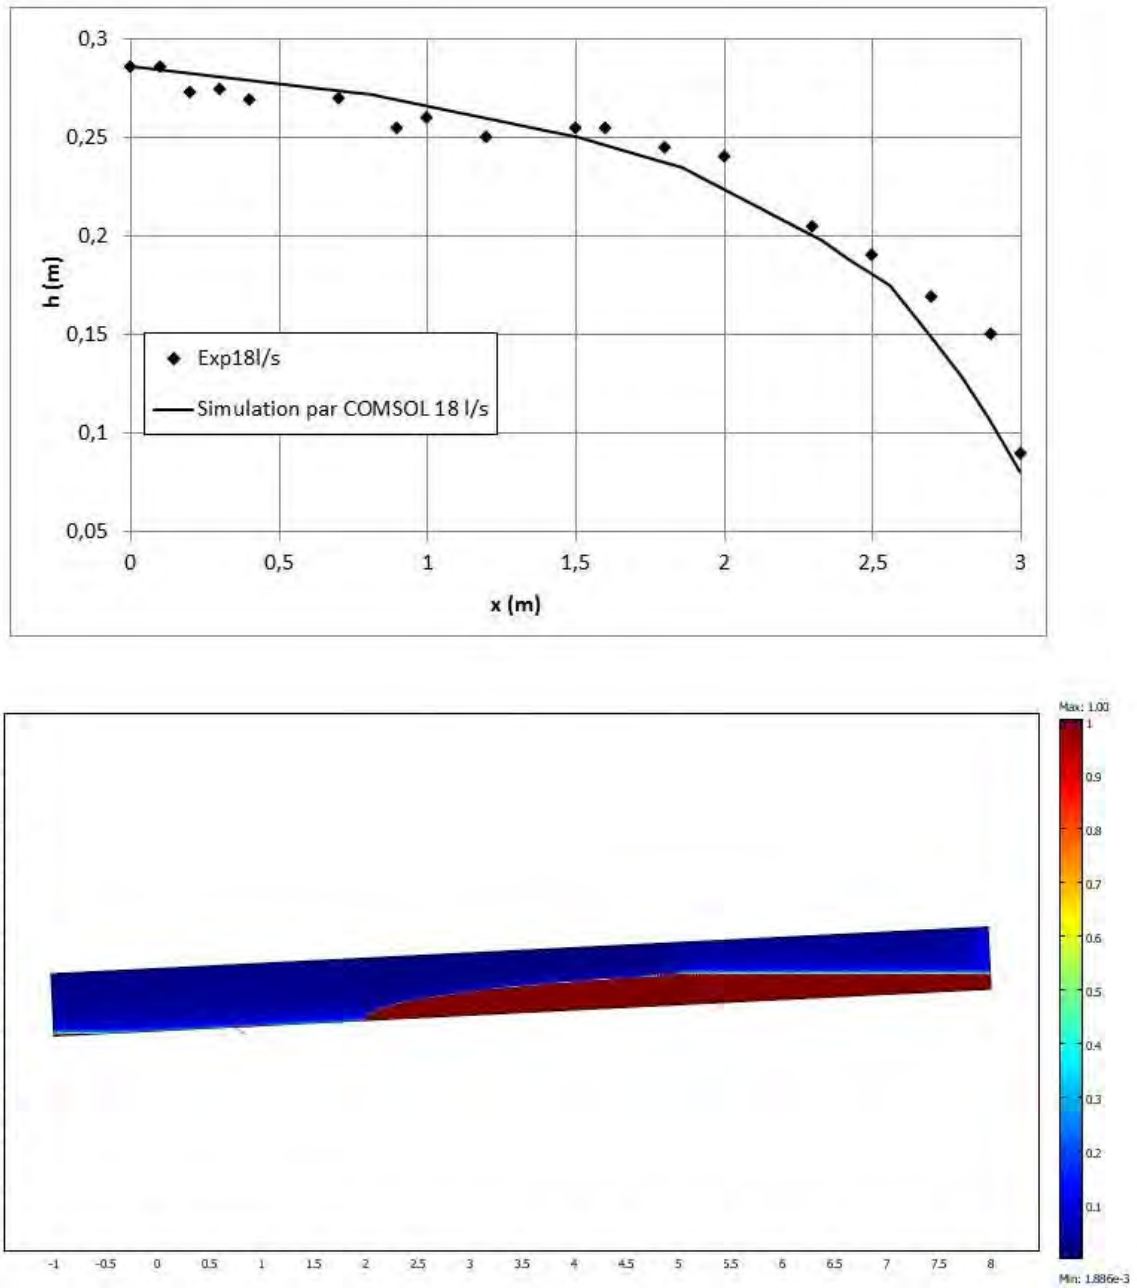 0,3
0,25
0,2
0,15
0,1
0,05
h (m)
Exp18l/s
Simulation par COMSOL 18 l/s
0 0,5 1 1,5 2 2,5 3
x (m)
Max: 1.00
1
0.9
0.8
0.7
0.6
0.5
0.4
0.3
0.2
0.1
-1 -0.5 0 0.5 1 1.5 2 2.5 3 3.5 4 4.5 5 5.5 6 6.5 7 7.5 8
Min: 1.886e-3